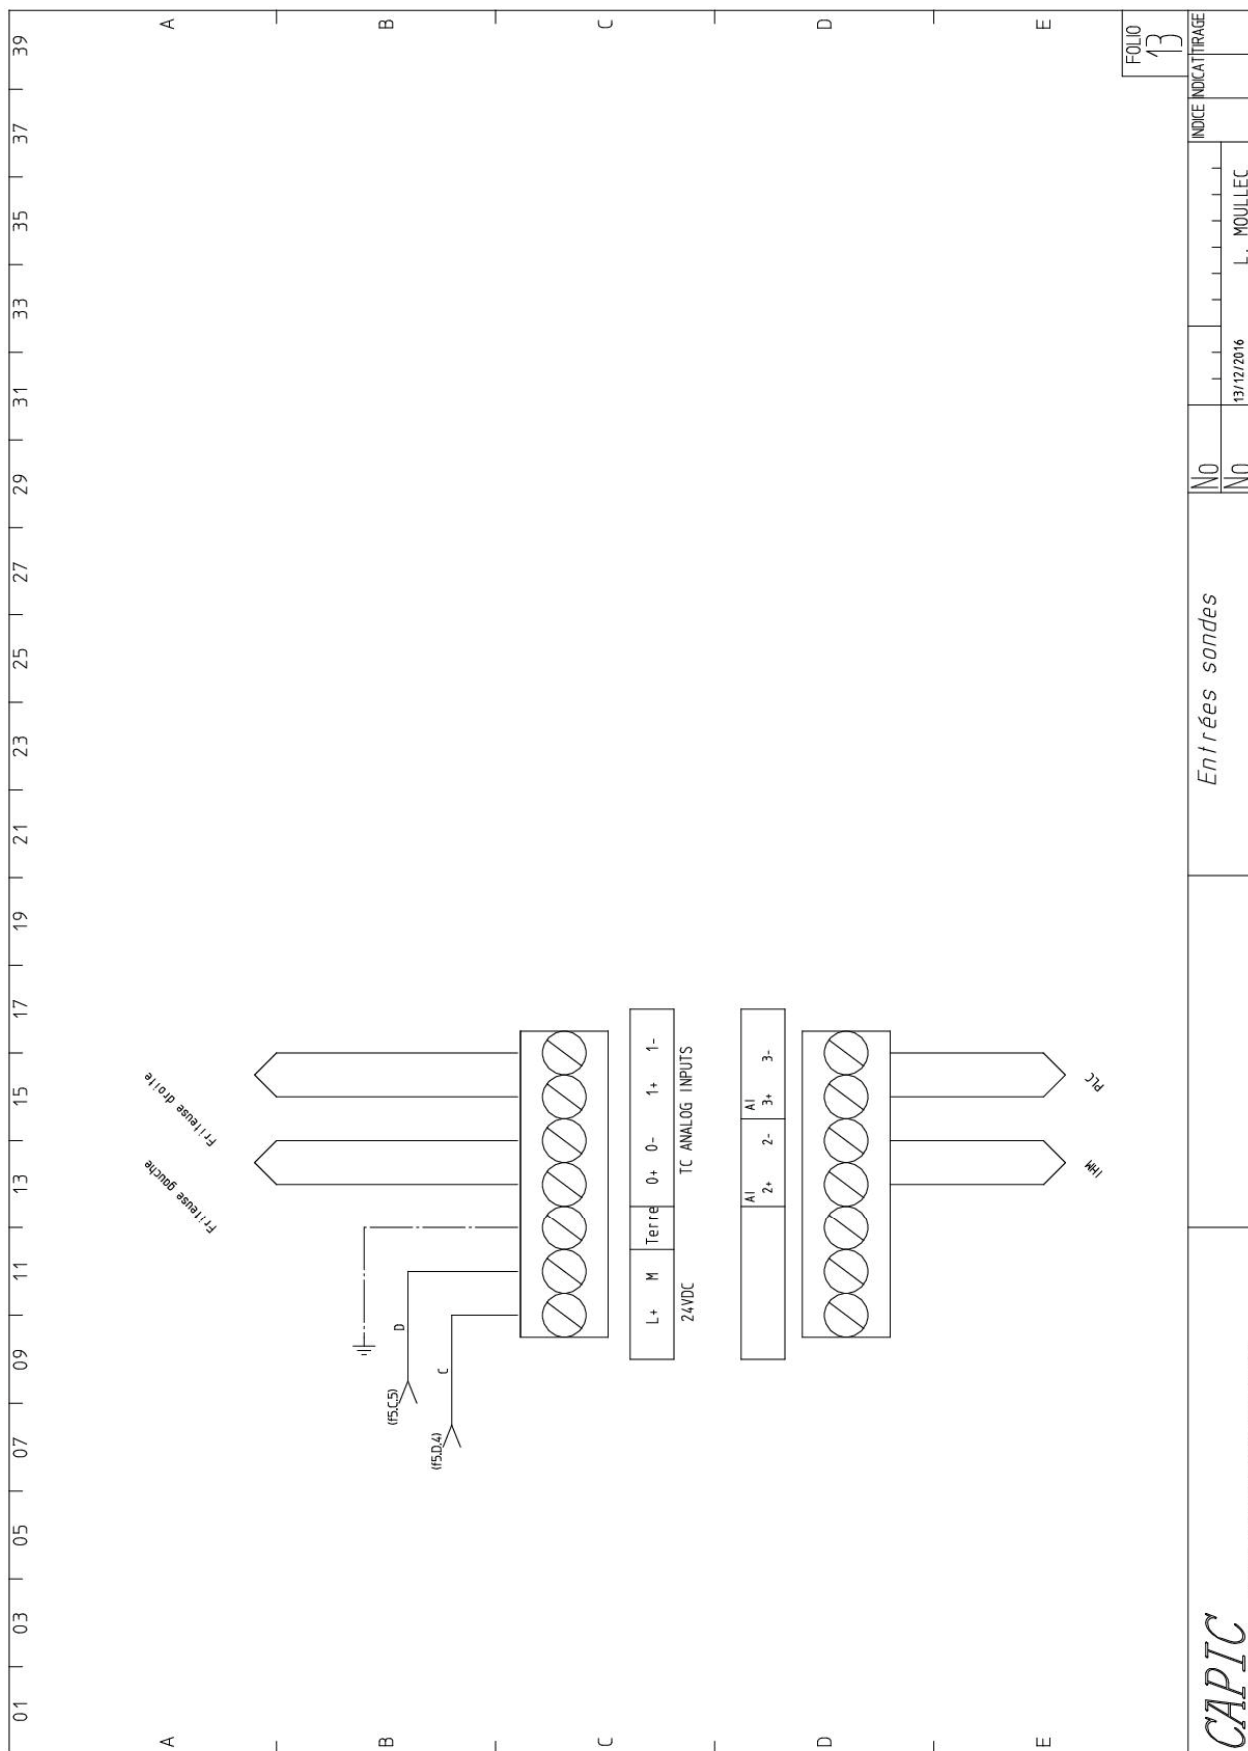 01 03 05 07 09 11 13 15 17 19 21 23 25 27 29 31 33 35 37 39
A A
Friteuse gauche Friteuse droite
B B
(f5.C.5) D
(f5.D.4) C
C C
L+ M Terre 0+ 0- 1+ 1-
24VDC TC ANALOG INPUTS
AI AI
2+ 2- 3+ 3-
D D
IHM PLC
E E
FOLIO
13
CAPIC
Entrées sondes
No
No
13/12/2016
L. MOULLEC
INDICE INDICAT TIRAGE